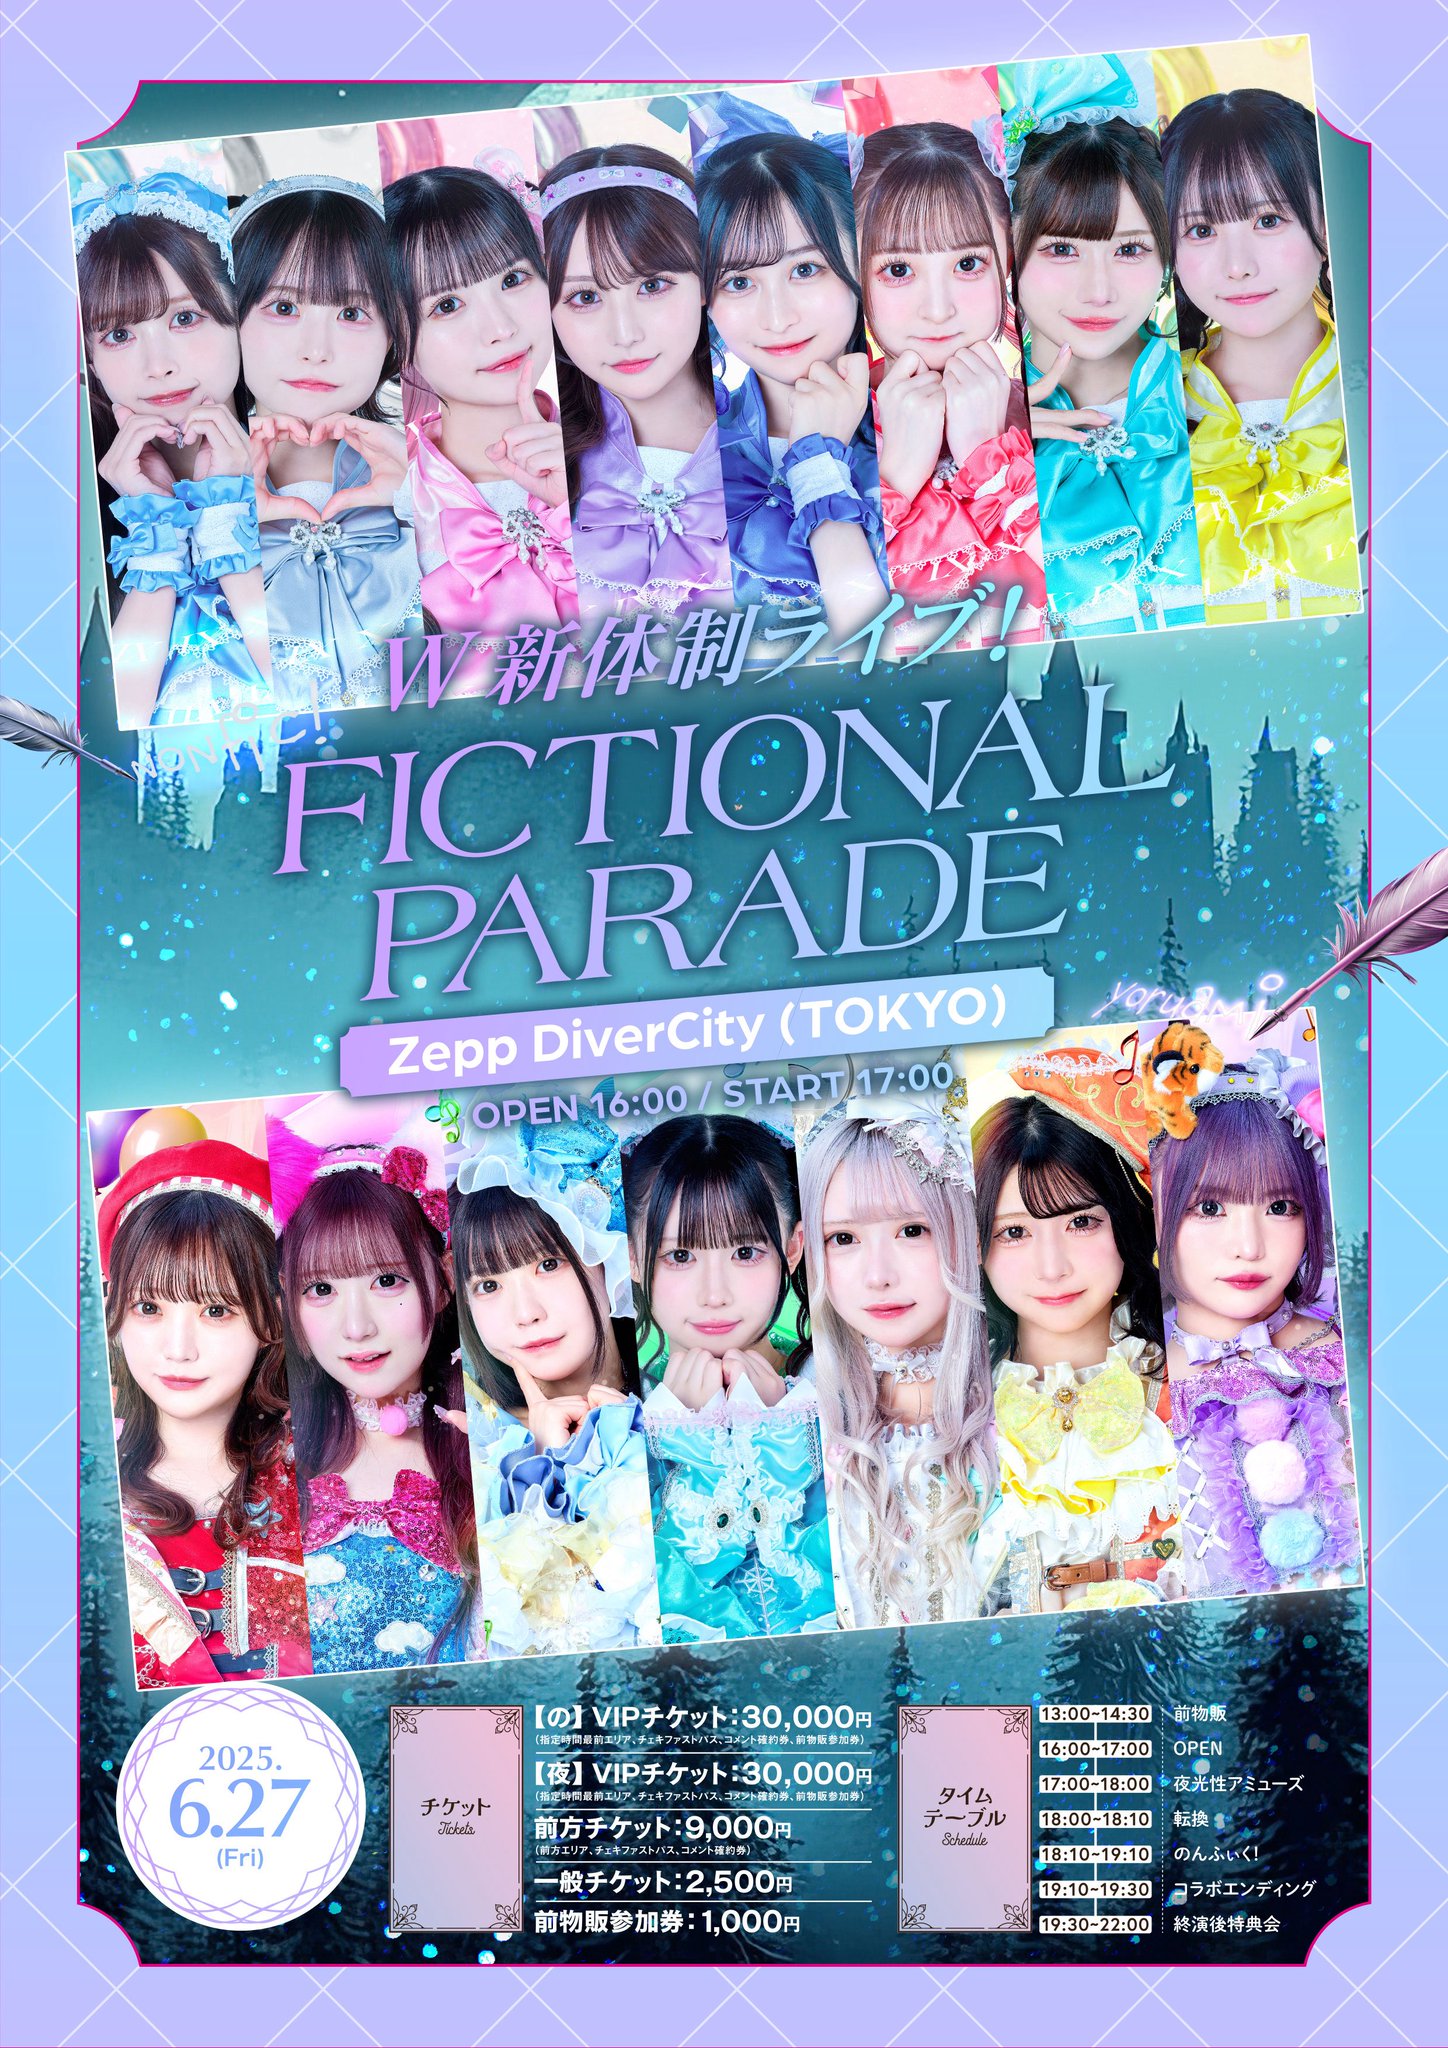 W 新体制ライブ!
NONふぃく!
FICTIONAL
PARADE
Zepp DiverCity (TOKYO)
yoruami
OPEN 16:00 / START 17:00
2025.
6.27
(Fri)
チケット
Tickets
【の】VIPチケット:30,000円
(指定時間最前エリア、チェキファストパス、コメント確約券、前物販参加券)
【夜】VIPチケット:30,000円
(指定時間最前エリア、チェキファストパス、コメント確約券、前物販参加券)
前方チケット:9,000円
(前方エリア、チェキファストパス、コメント確約券)
一般チケット:2,500円
前物販参加券:1,000円
タイム
テーブル
Schedule
13:00~14:30 前物販
16:00~17:00 OPEN
17:00~18:00 夜光性アミューズ
18:00~18:10 転換
18:10~19:10 のんふぃく!
19:10~19:30 コラボエンディング
19:30~22:00 終演後特典会